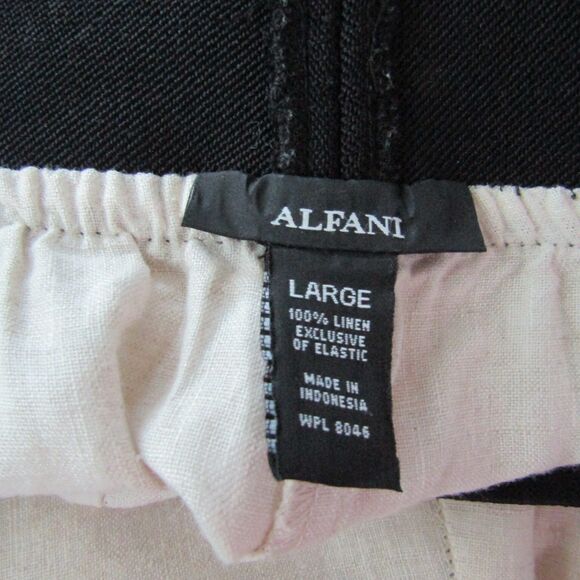 ALFANI
LARGE
100% LINEN
EXCLUSIVE
OF ELASTIC
MADE IN
INDONESIA
WPL 8046